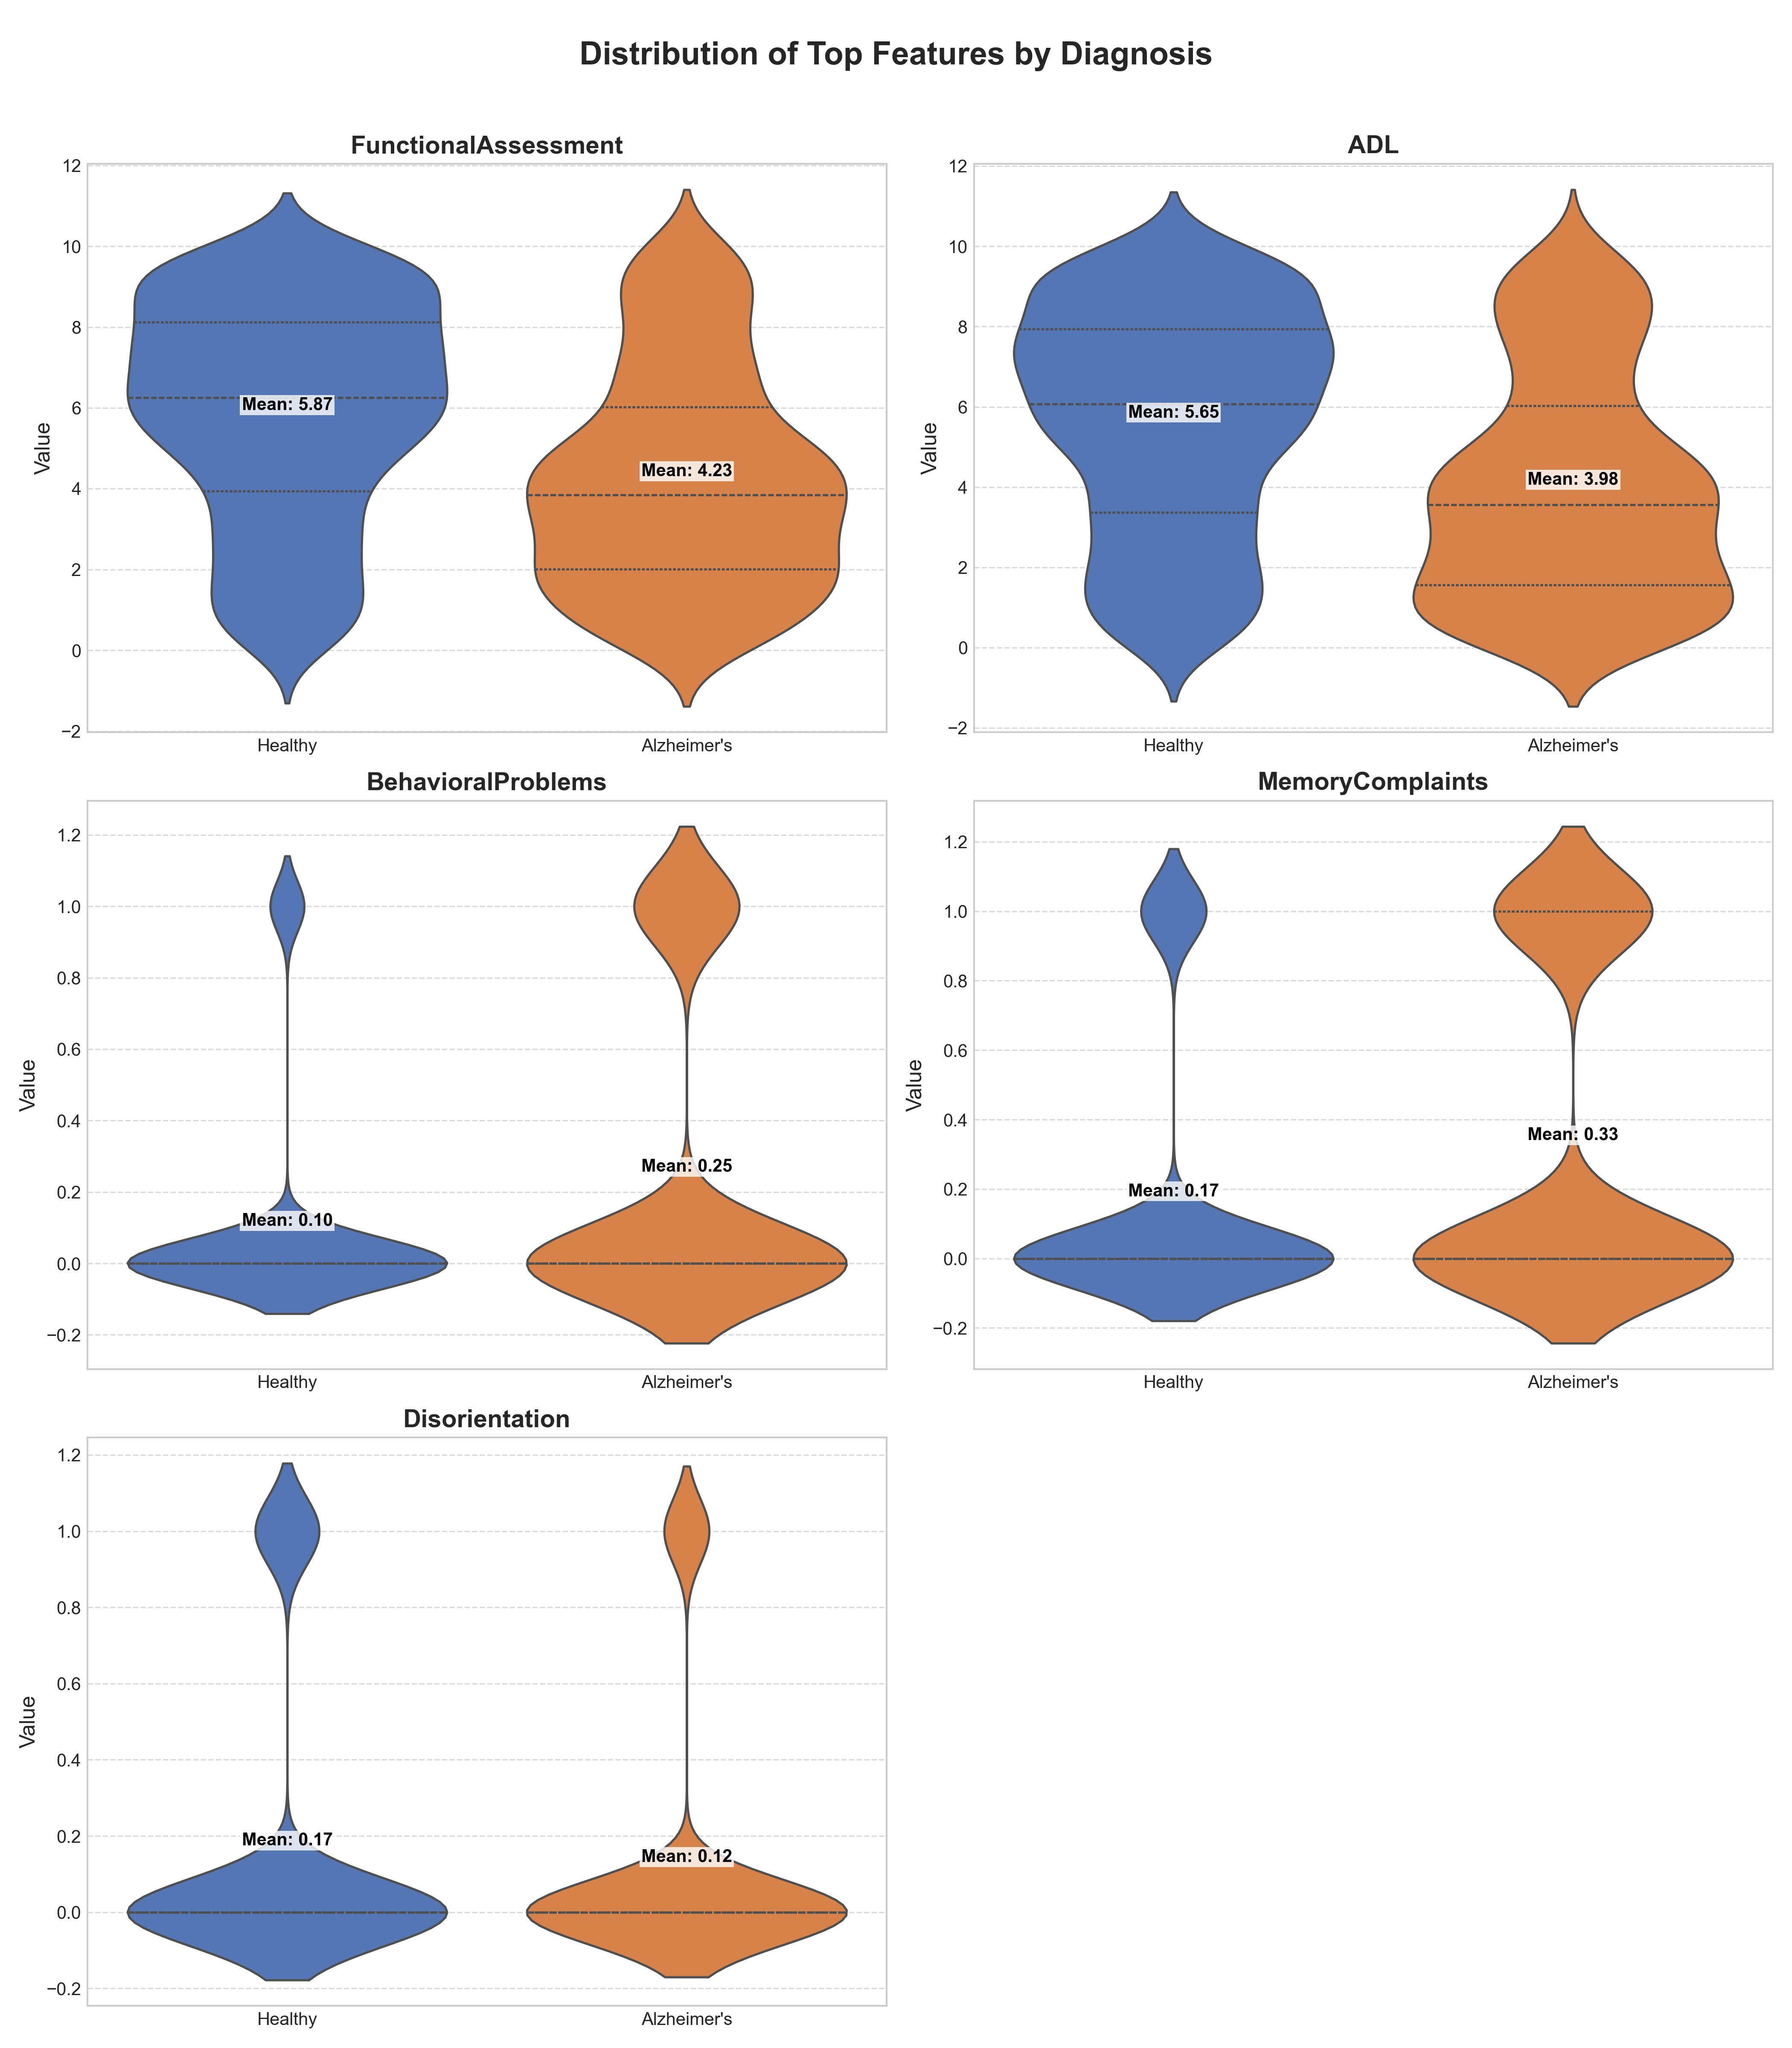 Distribution of Top Features by Diagnosis
FunctionalAssessment
12
10
8
6
4
2
0
−2
Value
Mean: 5.87
Mean: 4.23
Healthy
Alzheimer's
ADL
12
10
8
6
4
2
0
−2
Value
Mean: 5.65
Mean: 3.98
Healthy
Alzheimer's
BehavioralProblems
1.2
1.0
0.8
0.6
0.4
0.2
0.0
−0.2
Value
Mean: 0.10
Mean: 0.25
Healthy
Alzheimer's
MemoryComplaints
1.2
1.0
0.8
0.6
0.4
0.2
0.0
−0.2
Value
Mean: 0.17
Mean: 0.33
Healthy
Alzheimer's
Disorientation
1.2
1.0
0.8
0.6
0.4
0.2
0.0
−0.2
Value
Mean: 0.17
Mean: 0.12
Healthy
Alzheimer's